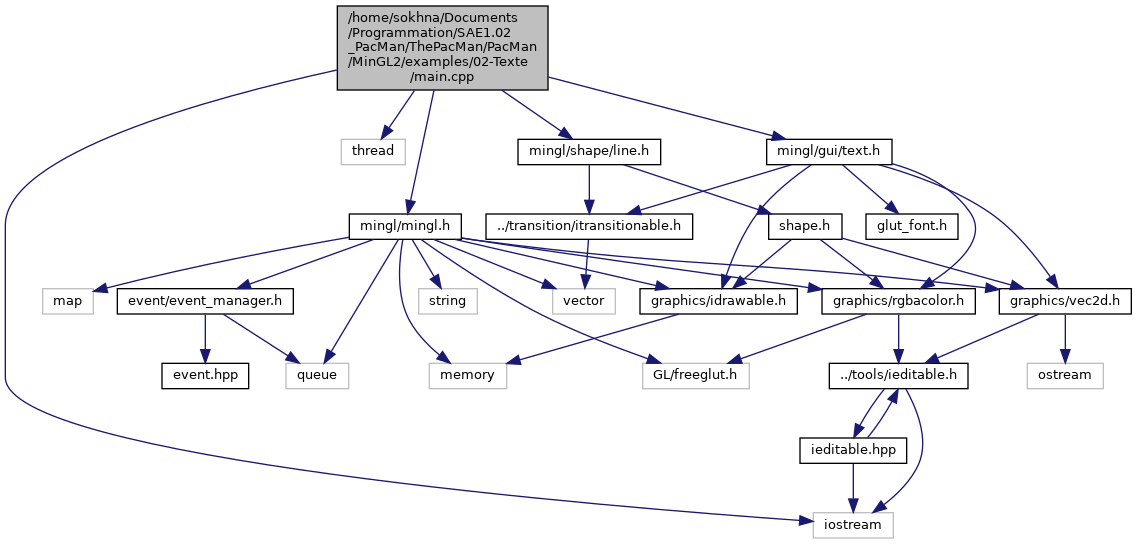 /home/sokhna/Documents
/Programmation/SAE1.02
_PacMan/ThePacMan/PacMan
/MinGL2/examples/02-Texte
/main.cpp
thread
mingl/shape/line.h
mingl/gui/text.h
mingl/mingl.h
../transition/itransitionable.h
shape.h
glut_font.h
map
event/event_manager.h
string
vector
graphics/idrawable.h
graphics/rgbacolor.h
graphics/vec2d.h
event.hpp
queue
memory
GL/freeglut.h
../tools/ieditable.h
ostream
ieditable.hpp
iostream